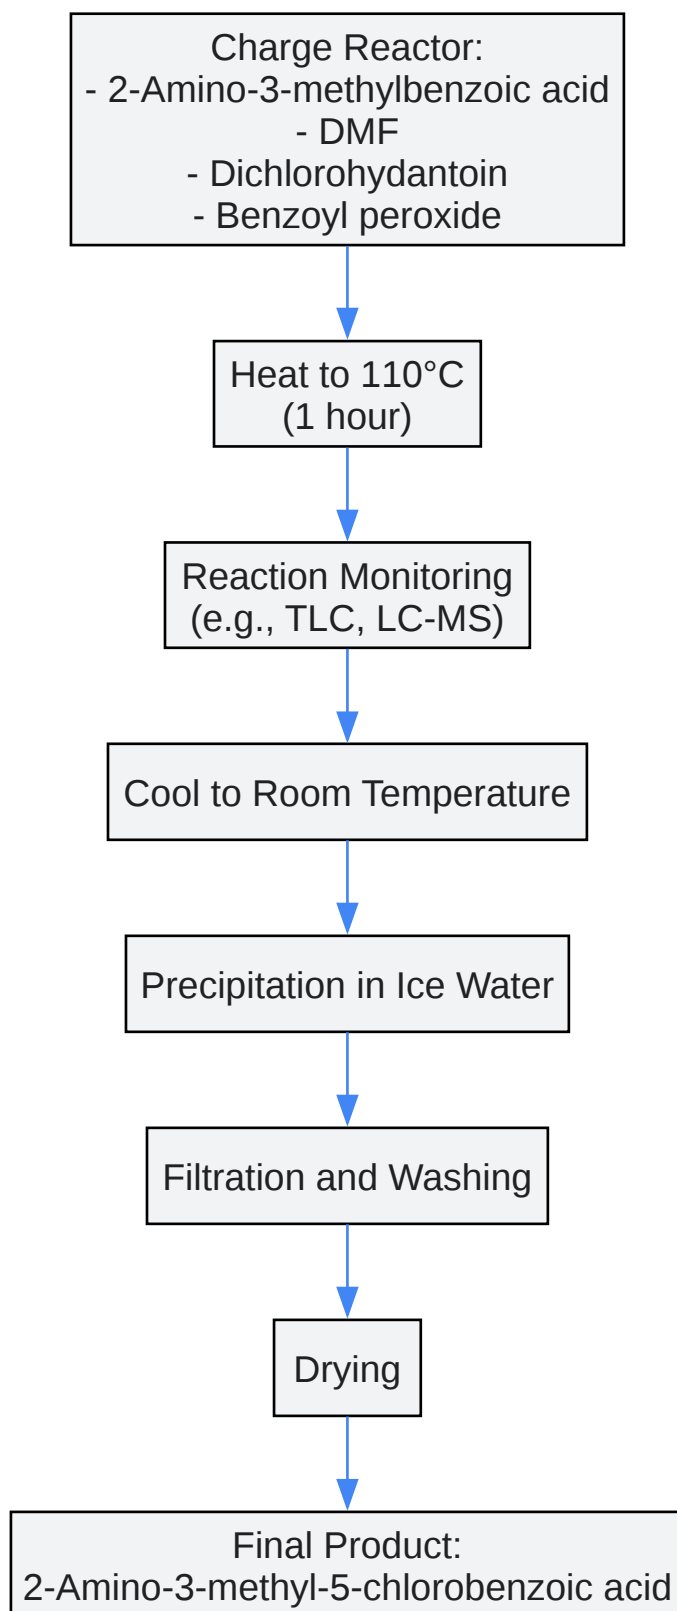 Charge Reactor:
- 2-Amino-3-methylbenzoic acid
- DMF
- Dichlorohydantoin
- Benzoyl peroxide
Heat to 110°C
(1 hour)
Reaction Monitoring
(e.g., TLC, LC-MS)
Cool to Room Temperature
Precipitation in Ice Water
Filtration and Washing
Drying
Final Product:
2-Amino-3-methyl-5-chlorobenzoic acid